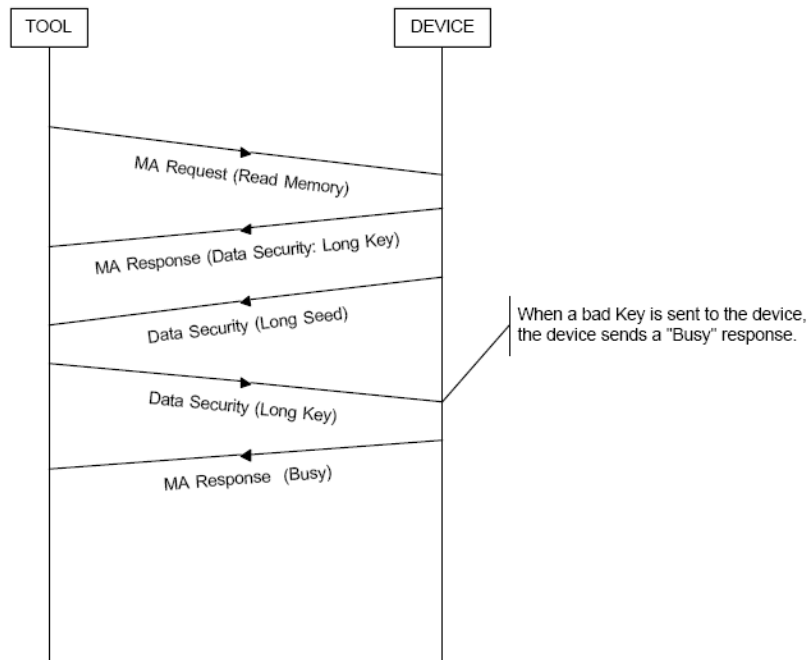 TOOL
DEVICE
MA Request (Read Memory)
MA Response (Data Security: Long Key)
Data Security (Long Seed)
When a bad Key is sent to the device,
the device sends a "Busy" response.
Data Security (Long Key)
MA Response (Busy)